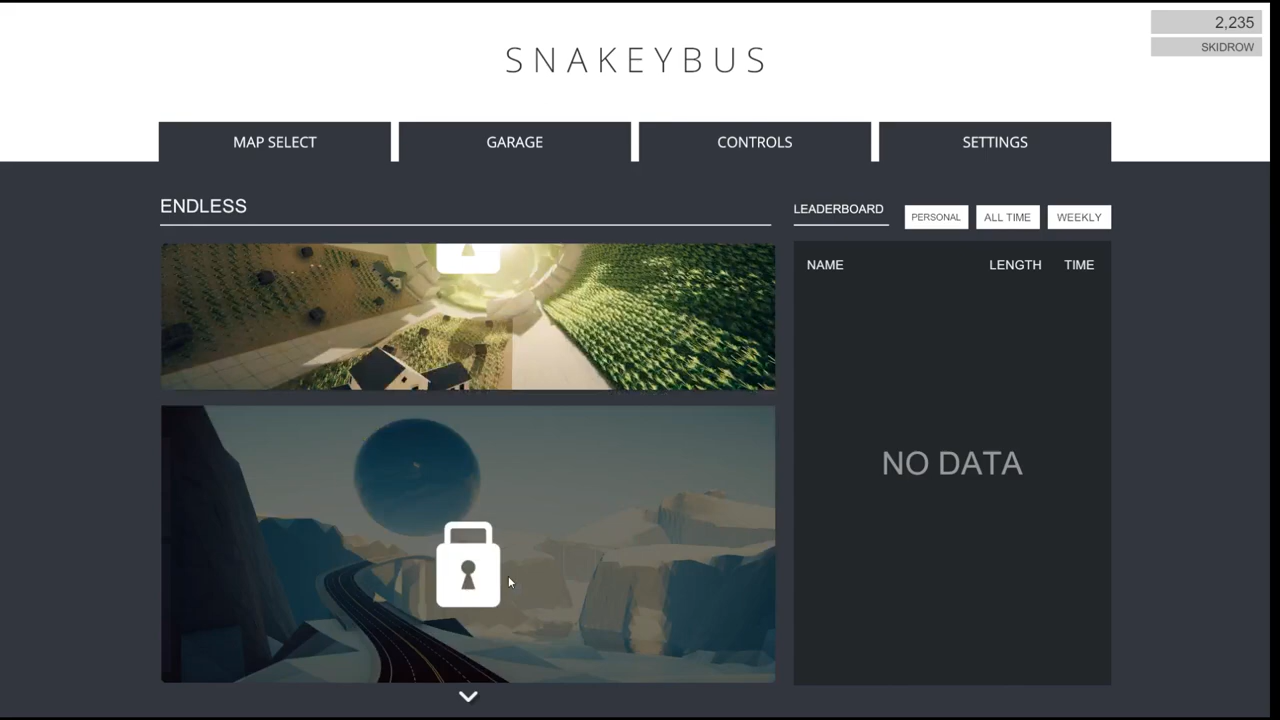 2,235
SKIDROW
SNAKEYBUS
MAP SELECT
GARAGE
CONTROLS
SETTINGS
ENDLESS
LEADERBOARD
PERSONAL
ALL TIME
WEEKLY
NAME
LENGTH
TIME
NO DATA